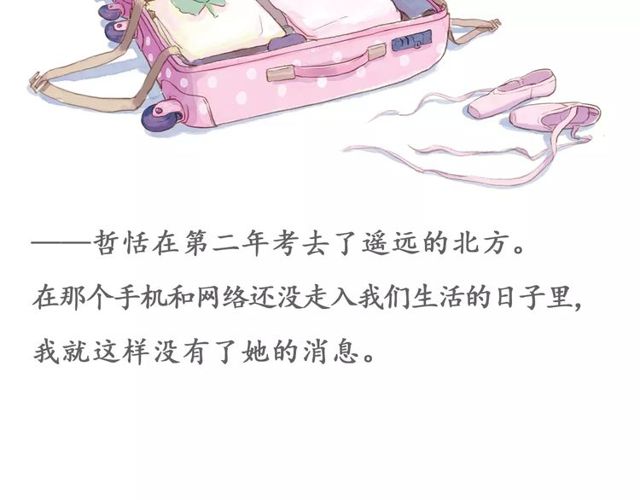 ——哲恬在第二年考去了遥远的北方。
在那个手机和网络还没走入我们生活的日子里，
我就这样没有了她的消息。